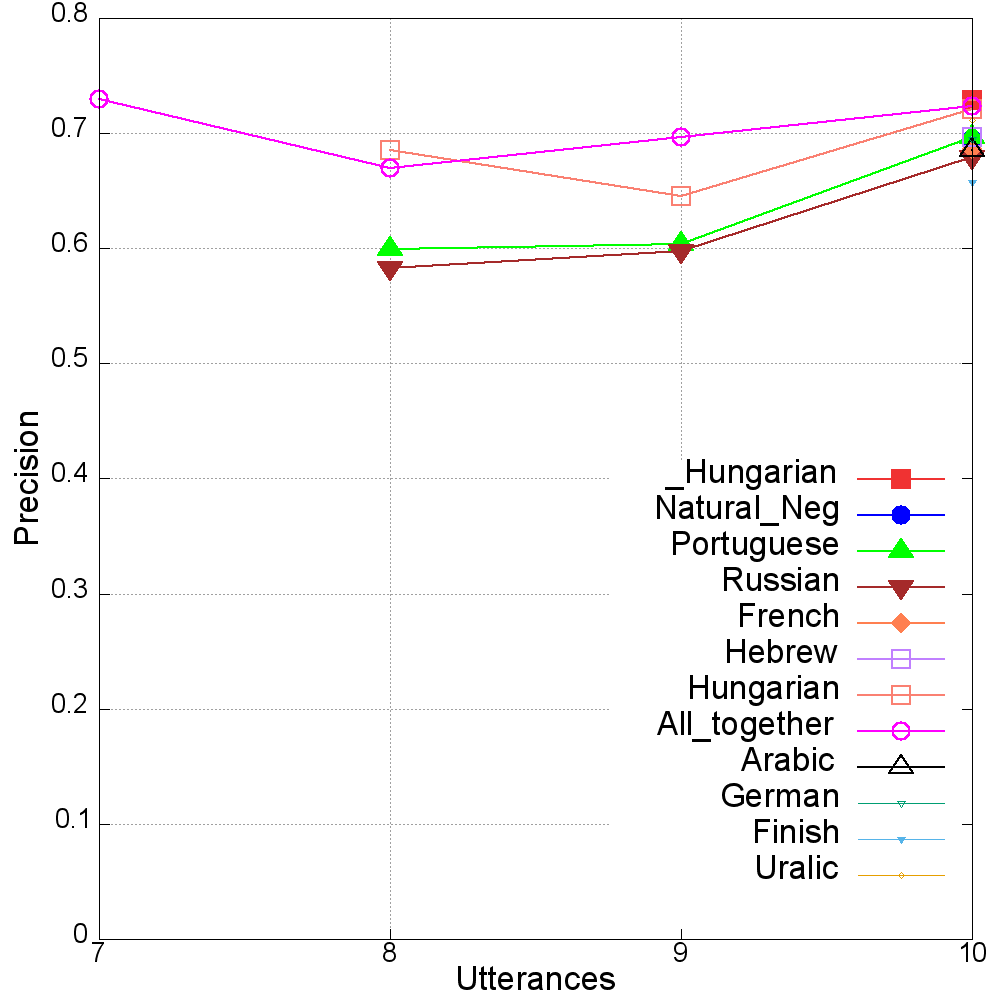 0.8
0.7
0.6
0.5
0.4
0.3
0.2
0.1
0
Precision
_Hungarian
Natural_Neg
Portuguese
Russian
French
Hebrew
Hungarian
All_together
Arabic
German
Finish
Uralic
7 8 9 10
Utterances